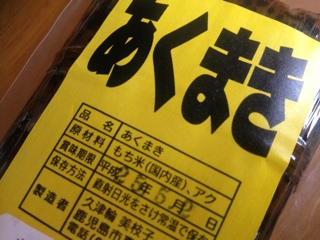 あくまき
品名 あくまき
原材料 もち米(国内産)、アク
賞味期限 平成25年5月2日
保存方法 直射日光をさけ常温で保存
製造者 久津輪 美枝子
鹿児島市
電話